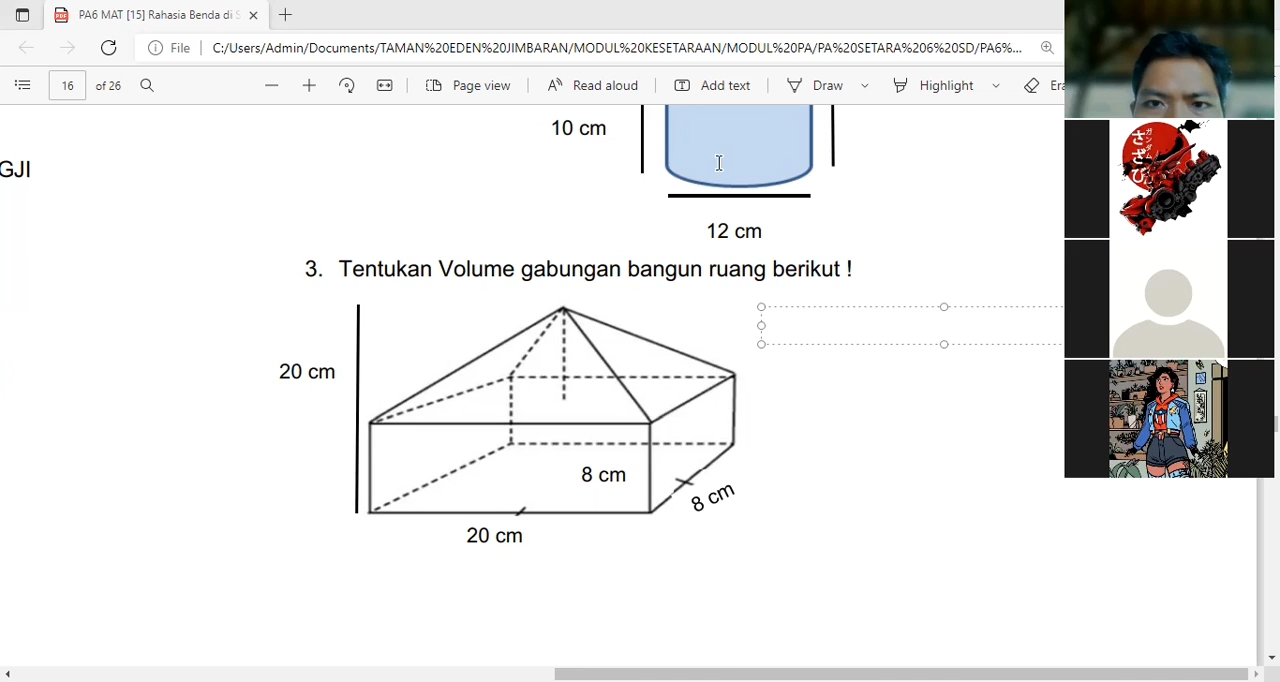 PA6 MAT [15] Rahasia Benda di S
File
C:/Users/Admin/Documents/TAMAN%20EDEN%20JIMBARAN/MODUL%20KESETARAAN/MODUL%20PA/PA%20SETARA%206%20SD/PA6%...
16 of 26
Page view
Read aloud
Add text
Draw
Highlight
Era
10 cm
GJI
12 cm
3. Tentukan Volume gabungan bangun ruang berikut !
20 cm
8 cm
8 cm
20 cm